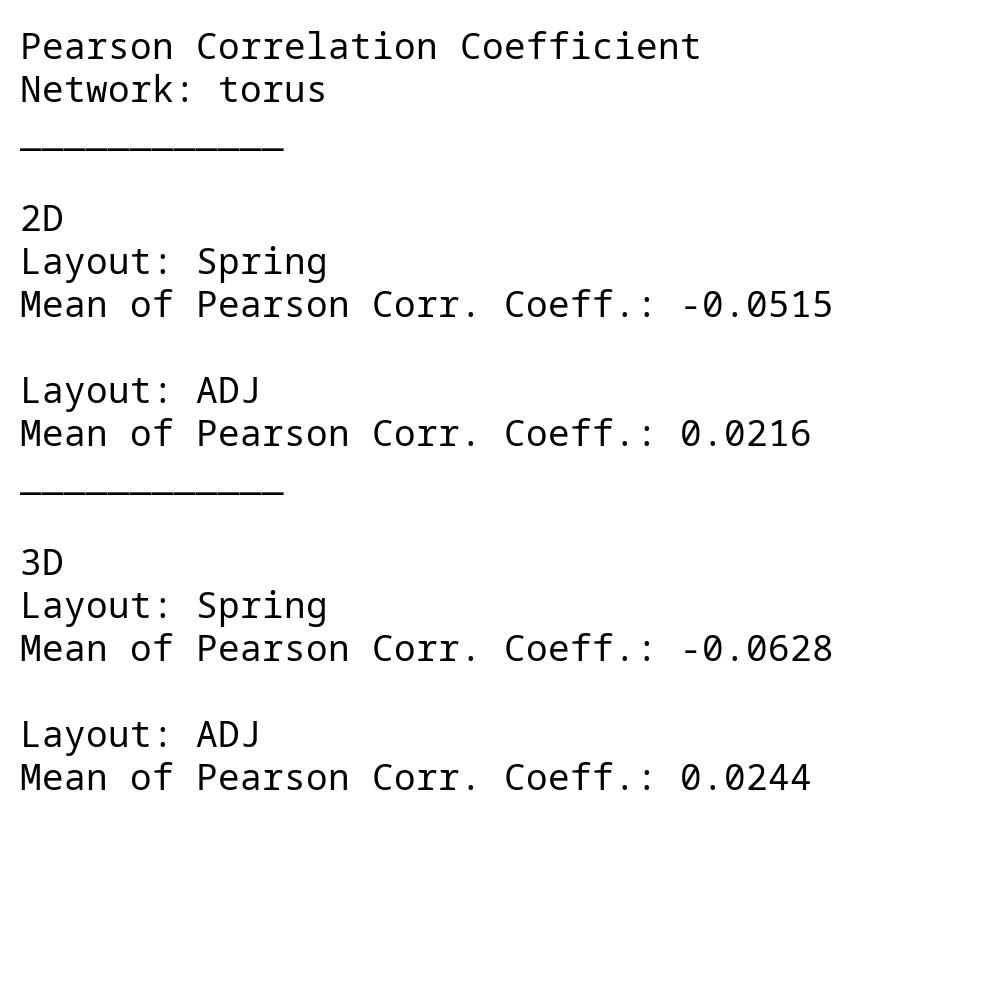 Pearson Correlation Coefficient
Network: torus
____________
2D
Layout: Spring
Mean of Pearson Corr. Coeff.: -0.0515
Layout: ADJ
Mean of Pearson Corr. Coeff.: 0.0216
____________
3D
Layout: Spring
Mean of Pearson Corr. Coeff.: -0.0628
Layout: ADJ
Mean of Pearson Corr. Coeff.: 0.0244